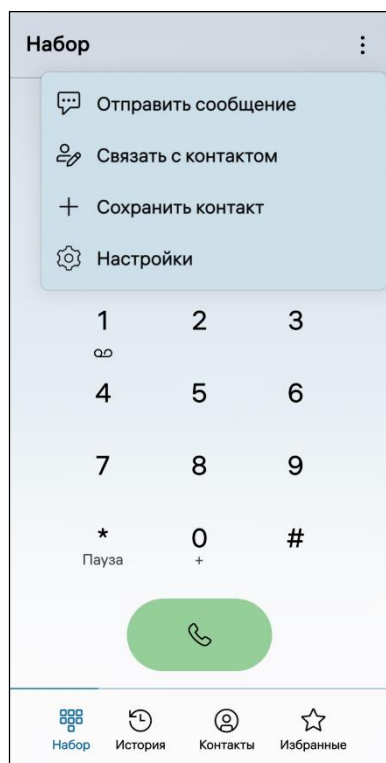 Набор
Отправить сообщение
Связать с контактом
Сохранить контакт
Настройки
1 2 3
4 5 6
7 8 9
* 0 #
Пауза +
Набор История Контакты Избранные